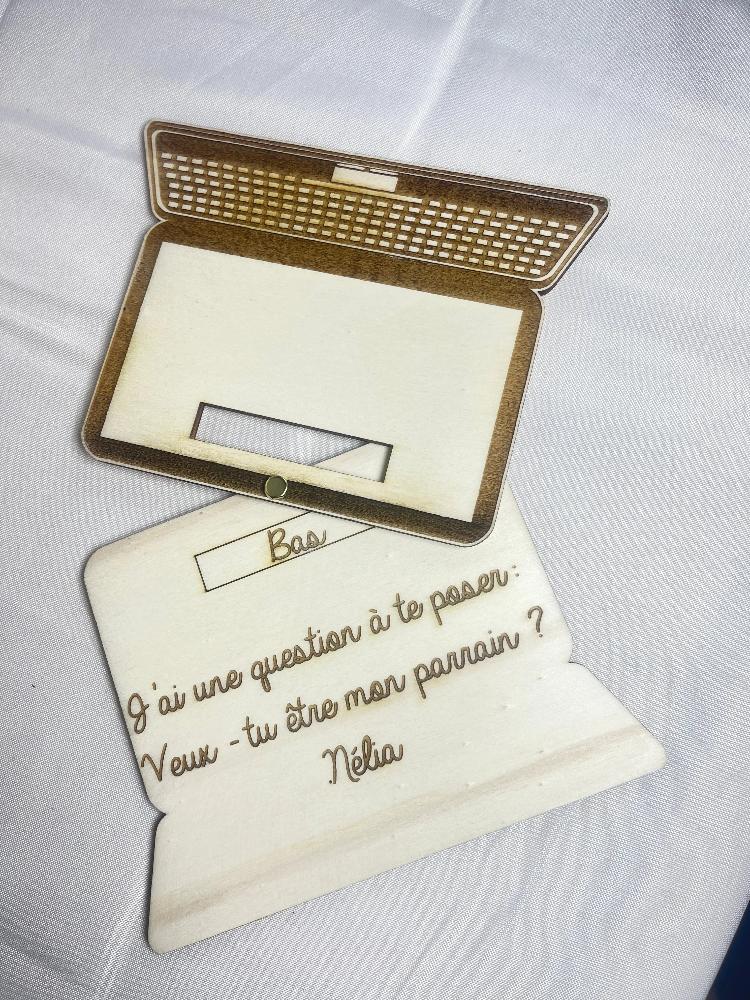 Bas
J'ai une question à te poser :
Veux - tu être mon parrain ?
Nélia